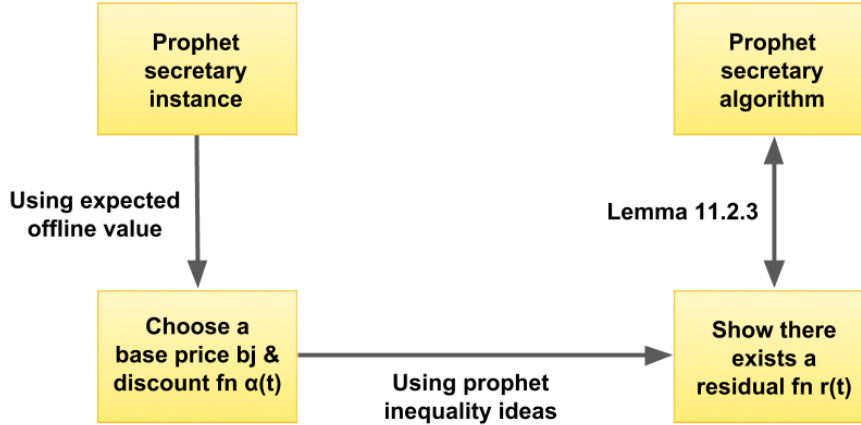 Prophet
secretary
instance
Prophet
secretary
algorithm
Using expected
offline value
Lemma 11.2.3
Choose a
base price bj &
discount fn α(t)
Using prophet
inequality ideas
Show there
exists a
residual fn r(t)